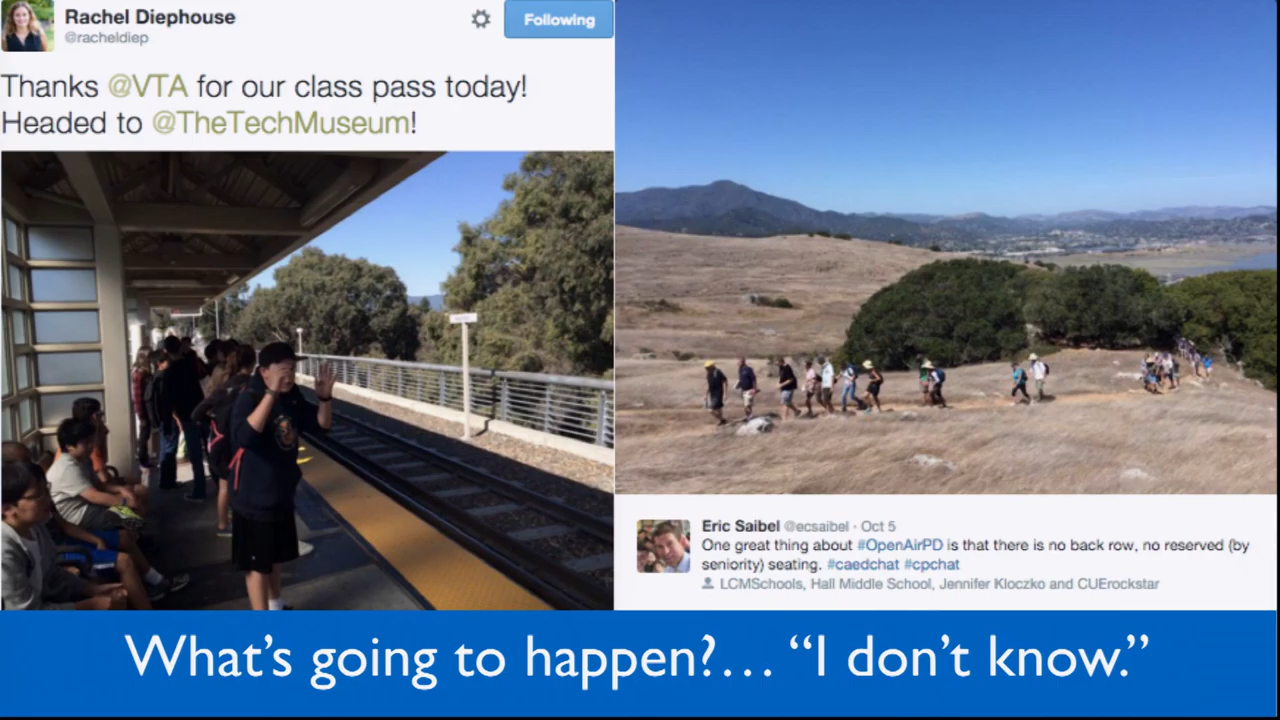 Rachel Diephouse
@racheldiep
Following
Thanks @VTA for our class pass today!
Headed to @TheTechMuseum!
Eric Saibel @ecsaibel · Oct 5
One great thing about #OpenAirPD is that there is no back row, no reserved (by
seniority) seating. #caedchat #cpchat
LCMSchools, Hall Middle School, Jennifer Kloczko and CUErockstar
What's going to happen?… “I don't know.”